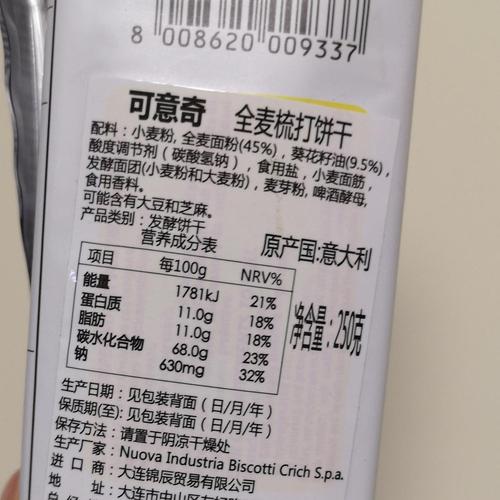 8 008620 009337
可意奇 全麦梳打饼干
配料：小麦粉, 全麦面粉(45%)，葵花籽油(9.5%)，
酸度调节剂（碳酸氢钠），食用盐，小麦面筋，
发酵面团(小麦粉和大麦粉)，麦芽粉, 啤酒酵母,
食用香料。
可能含有大豆和芝麻。
产品类别：发酵饼干
营养成分表
原产国:意大利
项目 每100g NRV%
能量 1781kJ 21%
蛋白质 11.0g 18%
脂肪 11.0g 18%
碳水化合物 68.0g 23%
钠 630mg 32%
净含量：250克
生产日期：见包装背面（日/月/年）
保质期(至)：见包装背面（日/月/年）
保存方法：请置于阴凉干燥处
生产厂家：Nuova Industria Biscotti Crich S.p.a.
进口商：大连锦辰贸易有限公司
地址：大连市中山区